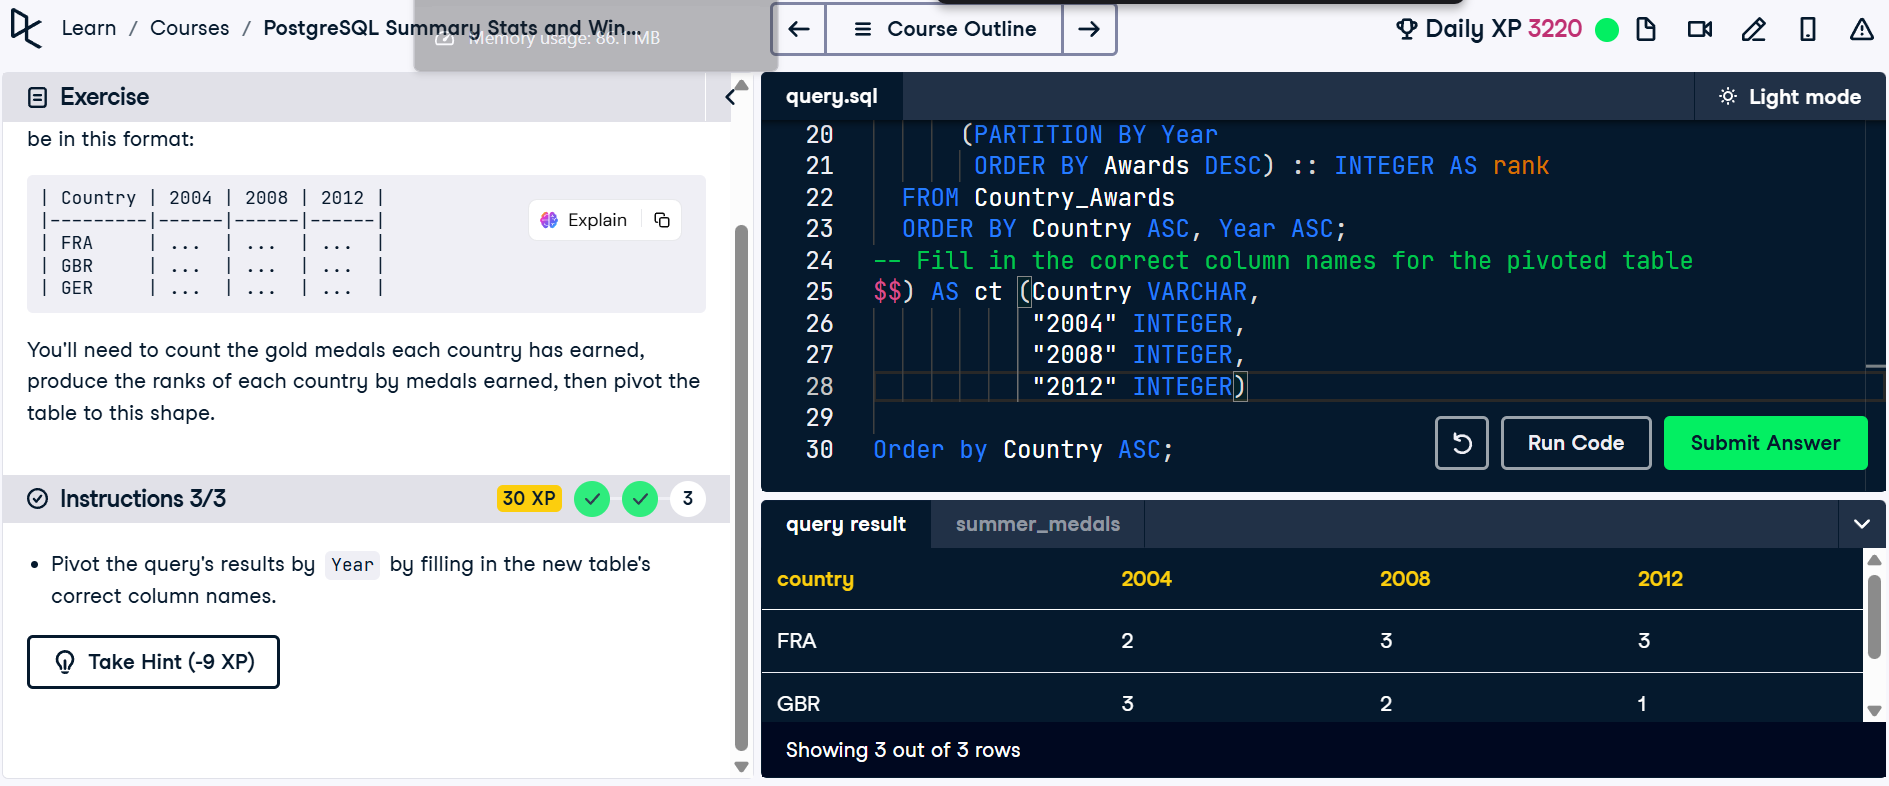 Learn / Courses / PostgreSQL Summary Stats and Win...
Memory usage: 86.1 MB
Course Outline
Daily XP 3220
Exercise
be in this format:
| Country | 2004 | 2008 | 2012 |
|---------|------|------|------|
| FRA     | ...  | ...  | ...  |
| GBR     | ...  | ...  | ...  |
| GER     | ...  | ...  | ...  |
Explain
You'll need to count the gold medals each country has earned,
produce the ranks of each country by medals earned, then pivot the
table to this shape.
Instructions 3/3
30 XP
3
• Pivot the query's results by Year by filling in the new table's
correct column names.
Take Hint (-9 XP)
query.sql
Light mode
20 (PARTITION BY Year
21 ORDER BY Awards DESC) :: INTEGER AS rank
22 FROM Country_Awards
23 ORDER BY Country ASC, Year ASC;
24 -- Fill in the correct column names for the pivoted table
25 $$) AS ct (Country VARCHAR,
26 "2004" INTEGER,
27 "2008" INTEGER,
28 "2012" INTEGER)
29
30 Order by Country ASC;
Run Code
Submit Answer
query result
summer_medals
country 2004 2008 2012
FRA 2 3 3
GBR 3 2 1
Showing 3 out of 3 rows